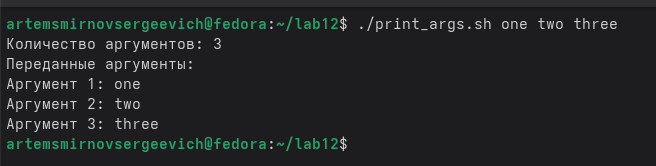 artemsmirnovsergeevich@fedora:~/lab12$ ./print_args.sh one two three
Количество аргументов: 3
Переданные аргументы:
Аргумент 1: one
Аргумент 2: two
Аргумент 3: three
artemsmirnovsergeevich@fedora:~/lab12$